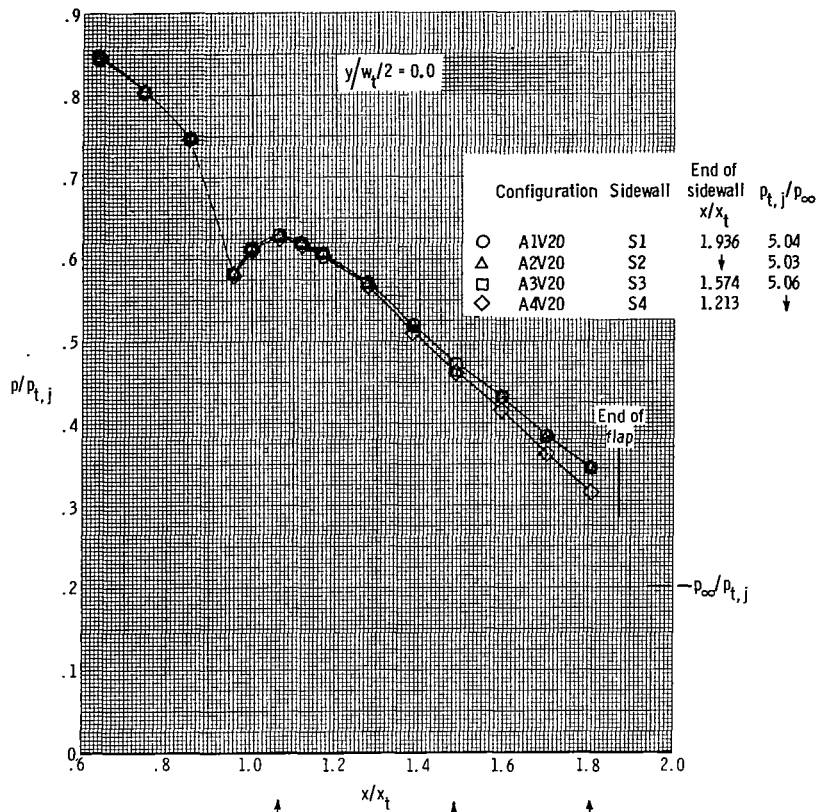 .9
y/w_t/2 = 0.0
.8
End of
Configuration Sidewall sidewall p_{t,j}/p_∞
x/x_t
○ A1V20 S1 1.936 5.04
△ A2V20 S2 ↓ 5.03
□ A3V20 S3 1.574 5.06
◇ A4V20 S4 1.213 ↓
.7
.6
.5
p/p_{t,j}
.4
End of
flap
.3
.2
p_∞/p_{t,j}
.1
0
.6 .8 1.0 1.2 1.4 1.6 1.8 2.0
x/x_t